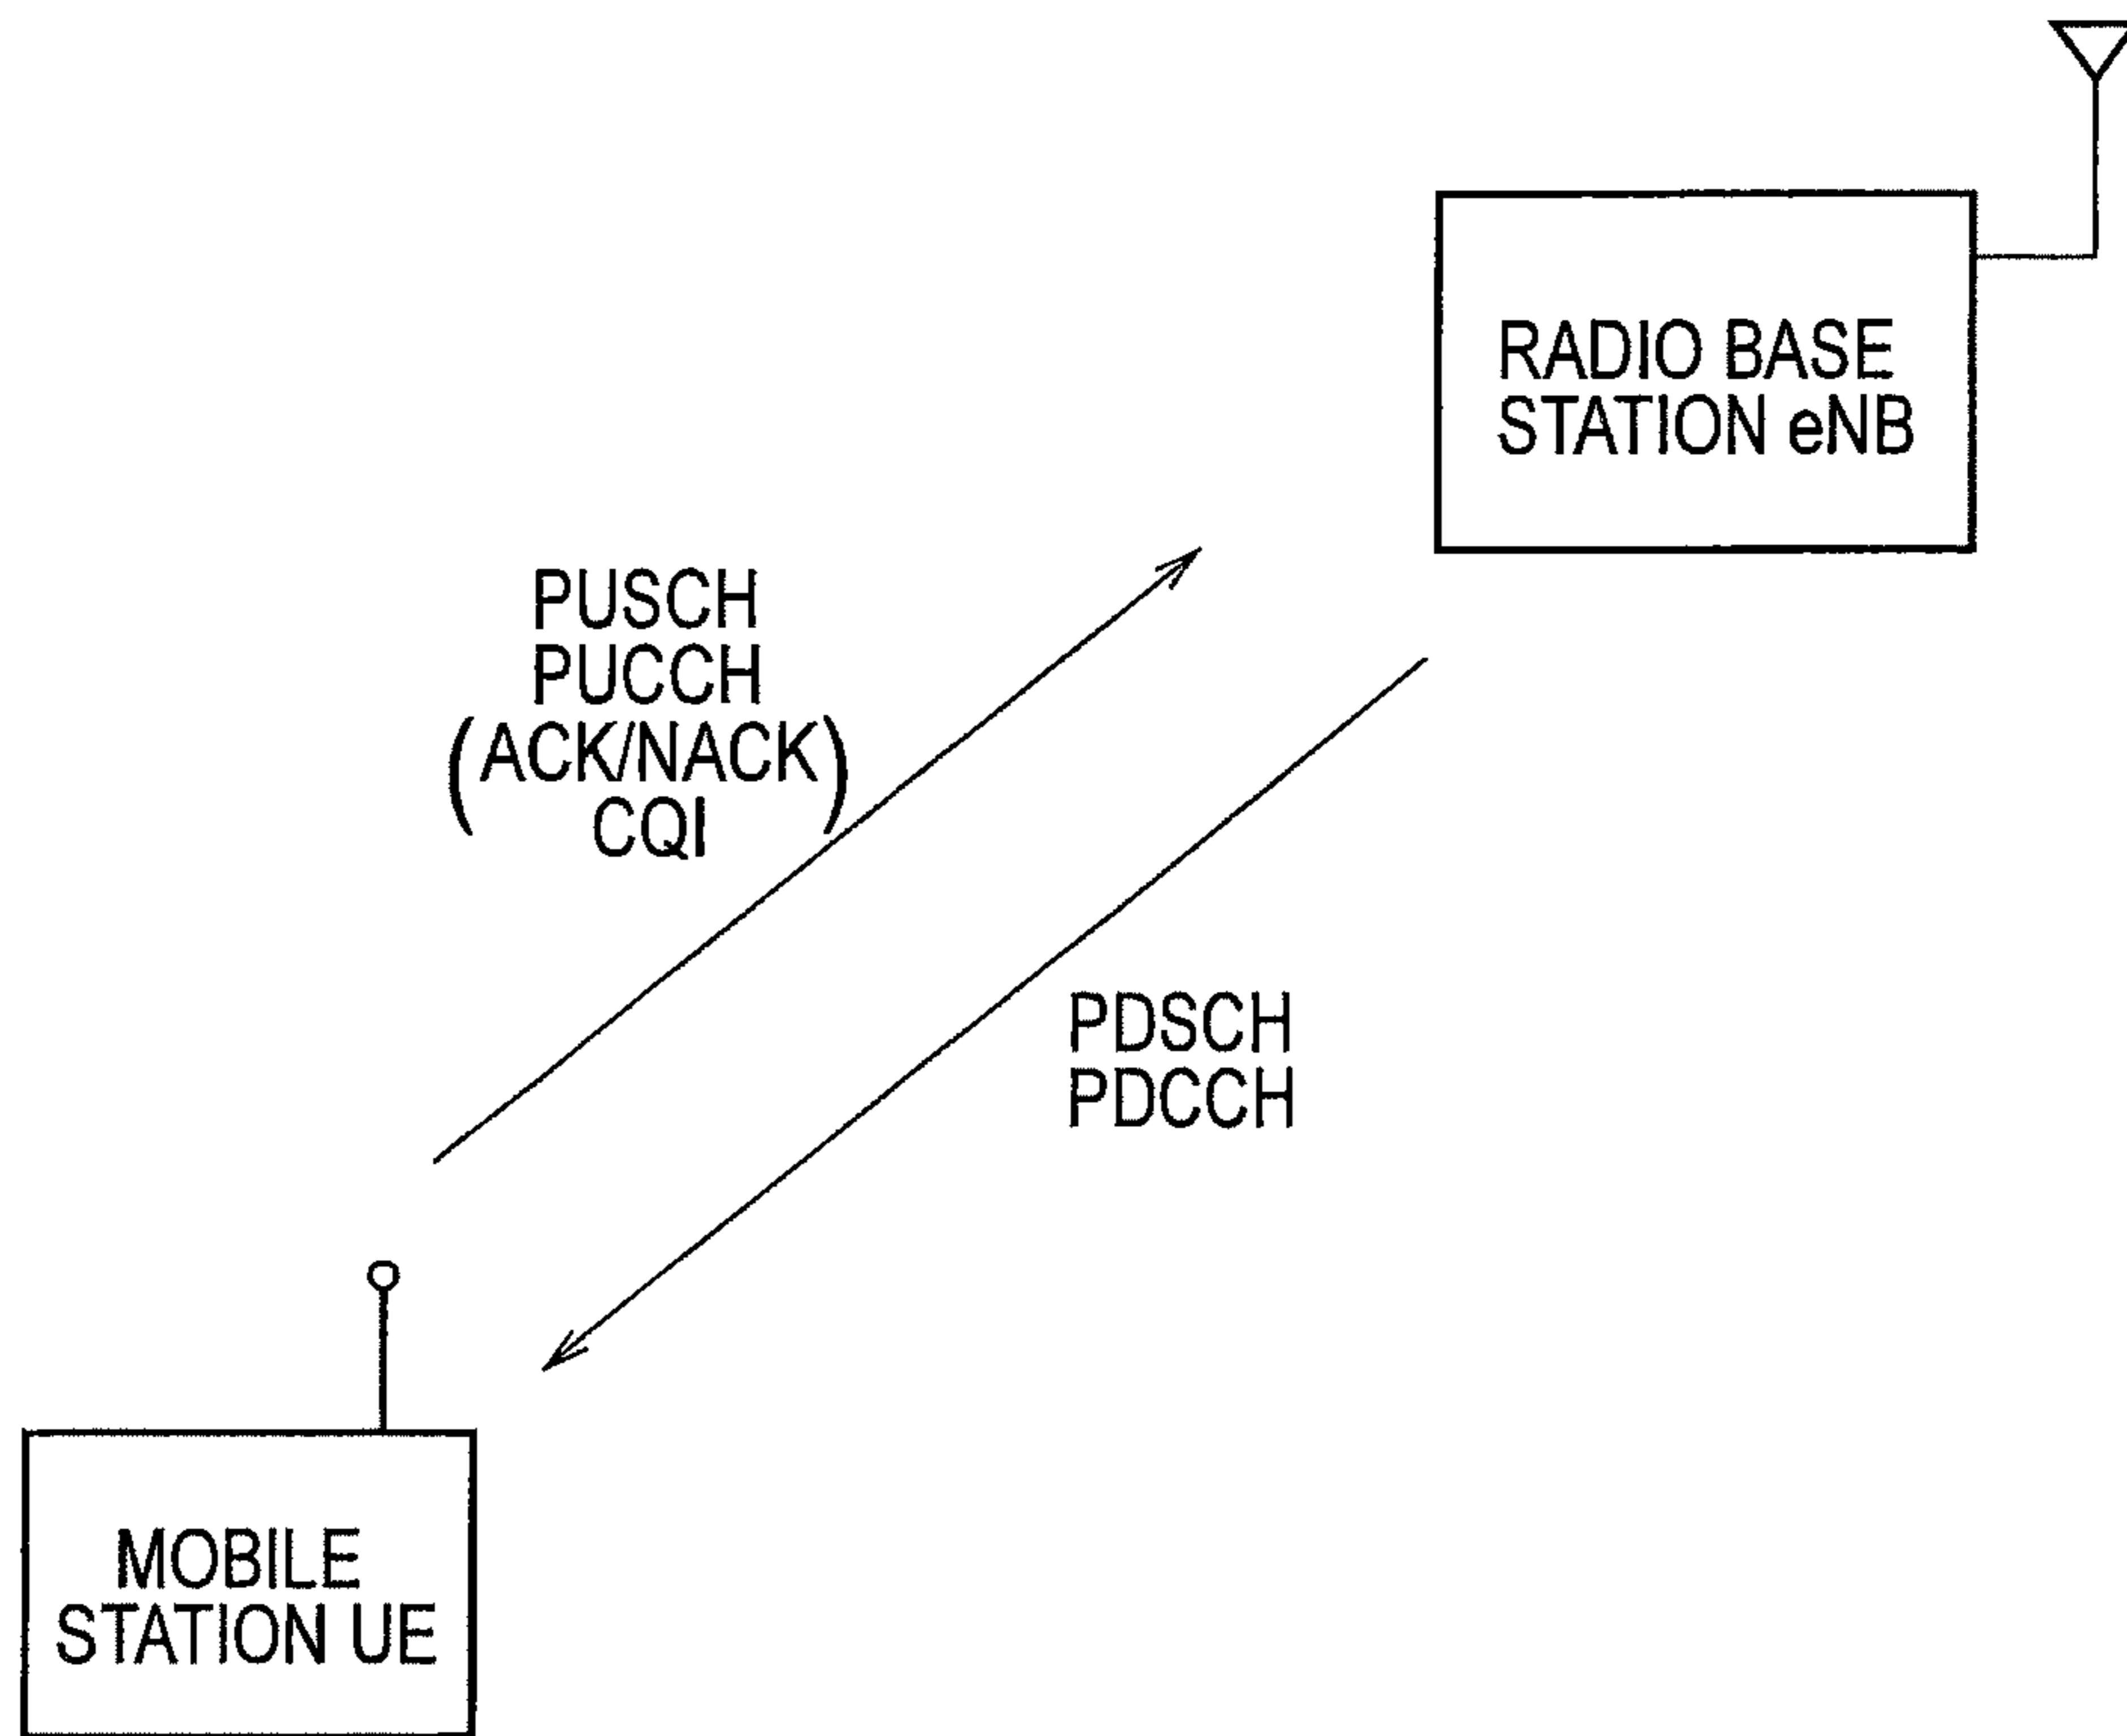 RADIO BASE
STATION eNB
PUSCH
PUCCH
(ACK/NACK)
CQI
PDSCH
PDCCH
MOBILE
STATION UE